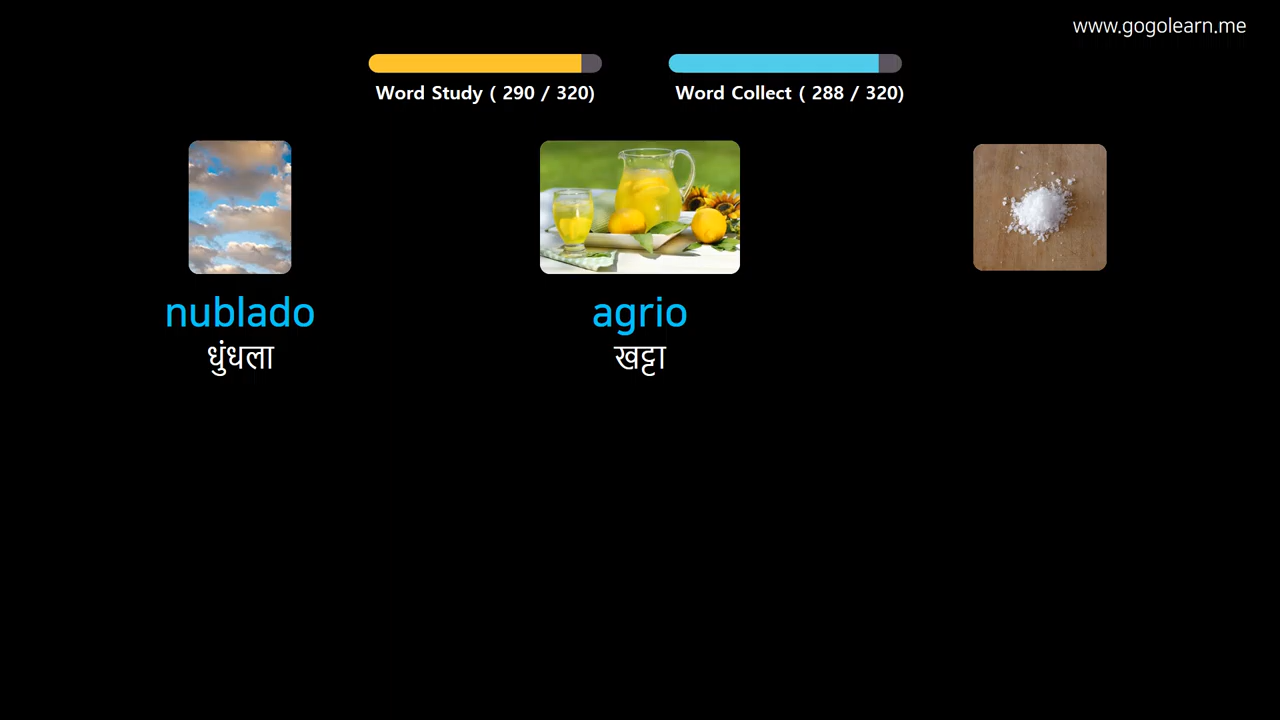 www.gogolearn.me
Word Study ( 290 / 320)
Word Collect ( 288 / 320)
nublado
धुंधला
agrio
खट्टा